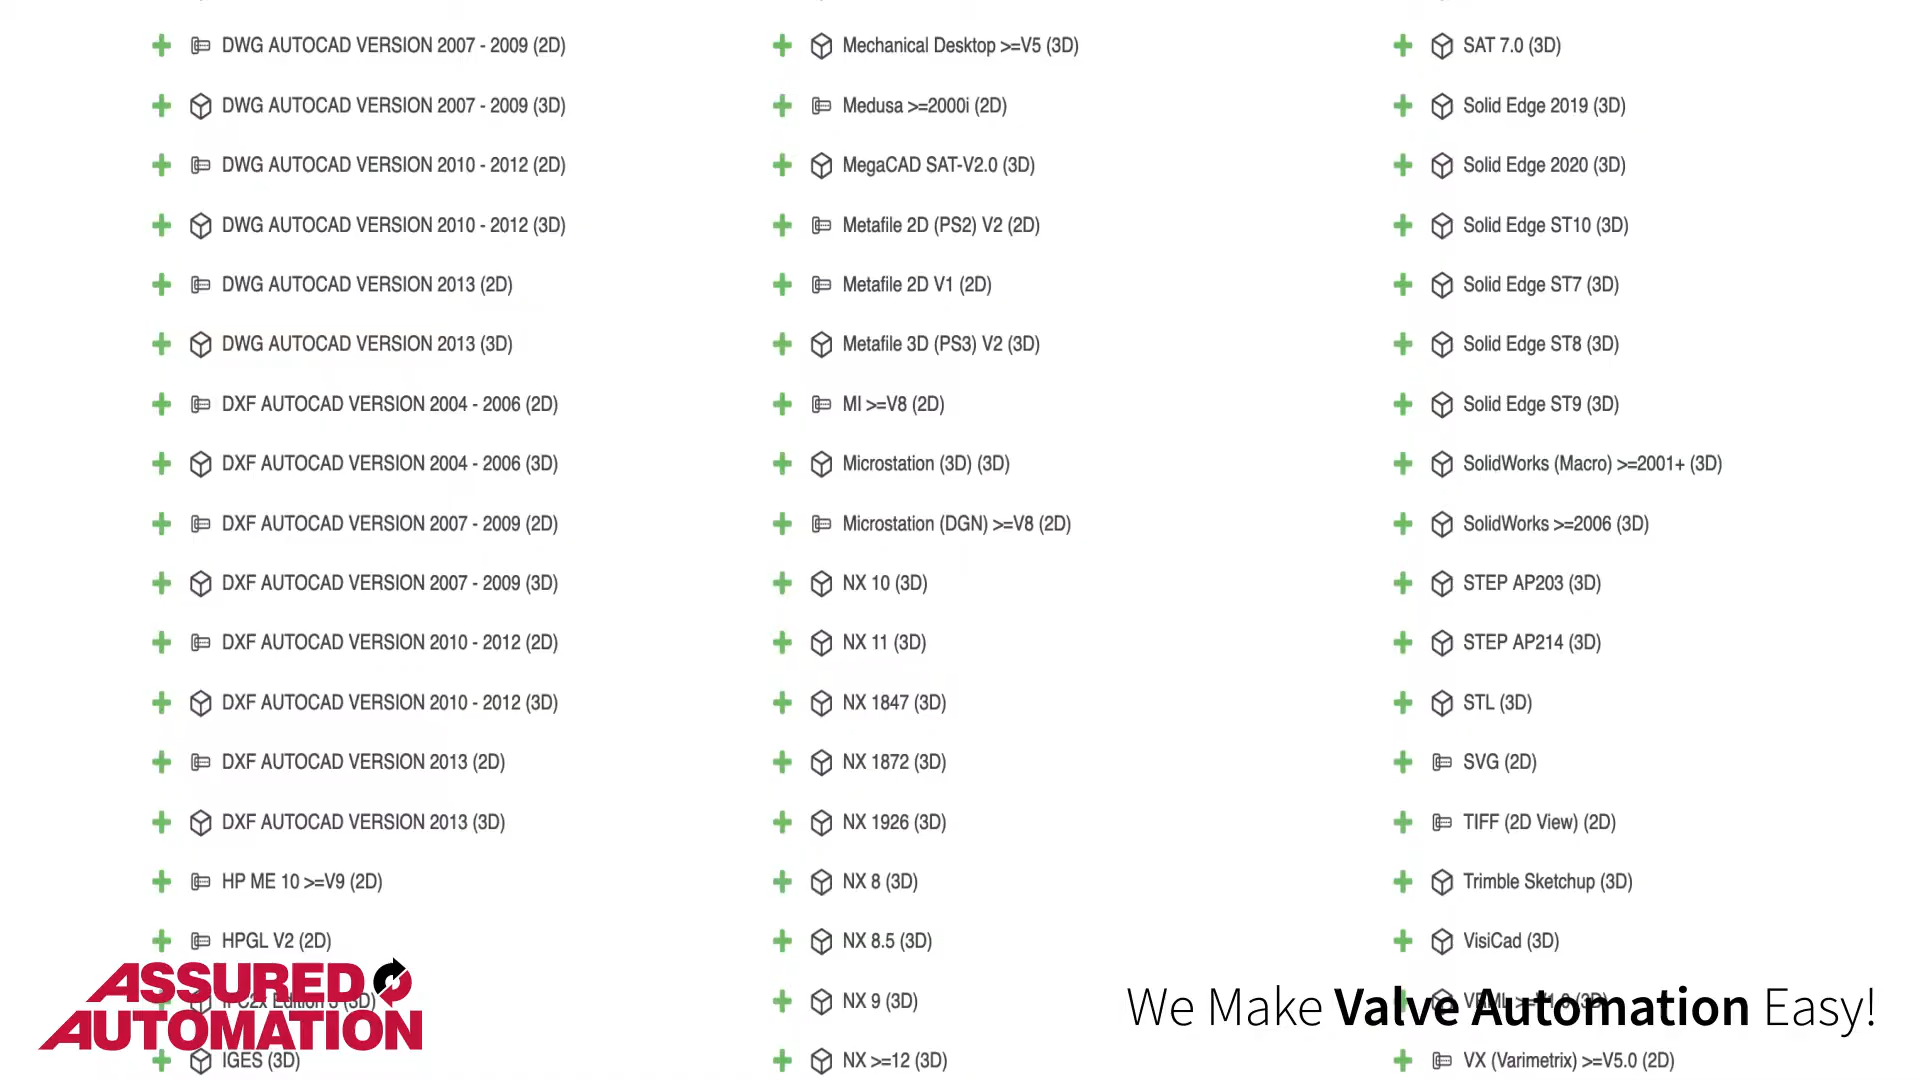 DWG AUTOCAD VERSION 2007 - 2009 (2D)
DWG AUTOCAD VERSION 2007 - 2009 (3D)
DWG AUTOCAD VERSION 2010 - 2012 (2D)
DWG AUTOCAD VERSION 2010 - 2012 (3D)
DWG AUTOCAD VERSION 2013 (2D)
DWG AUTOCAD VERSION 2013 (3D)
DXF AUTOCAD VERSION 2004 - 2006 (2D)
DXF AUTOCAD VERSION 2004 - 2006 (3D)
DXF AUTOCAD VERSION 2007 - 2009 (2D)
DXF AUTOCAD VERSION 2007 - 2009 (3D)
DXF AUTOCAD VERSION 2010 - 2012 (2D)
DXF AUTOCAD VERSION 2010 - 2012 (3D)
DXF AUTOCAD VERSION 2013 (2D)
DXF AUTOCAD VERSION 2013 (3D)
HP ME 10 >=V9 (2D)
HPGL V2 (2D)
Edition (3D)
IGES (3D)
Mechanical Desktop >=V5 (3D)
Medusa >=2000i (2D)
MegaCAD SAT-V2.0 (3D)
Metafile 2D (PS2) V2 (2D)
Metafile 2D V1 (2D)
Metafile 3D (PS3) V2 (3D)
MI >=V8 (2D)
Microstation (3D) (3D)
Microstation (DGN) >=V8 (2D)
NX 10 (3D)
NX 11 (3D)
NX 1847 (3D)
NX 1872 (3D)
NX 1926 (3D)
NX 8 (3D)
NX 8.5 (3D)
NX 9 (3D)
NX >=12 (3D)
SAT 7.0 (3D)
Solid Edge 2019 (3D)
Solid Edge 2020 (3D)
Solid Edge ST10 (3D)
Solid Edge ST7 (3D)
Solid Edge ST8 (3D)
Solid Edge ST9 (3D)
SolidWorks (Macro) >=2001+ (3D)
SolidWorks >=2006 (3D)
STEP AP203 (3D)
STEP AP214 (3D)
STL (3D)
SVG (2D)
TIFF (2D View) (2D)
Trimble Sketchup (3D)
VisiCad (3D)
VX (Varimetrix) >=V5.0 (2D)
ASSURED
AUTOMATION
We Make Valve Automation Easy!